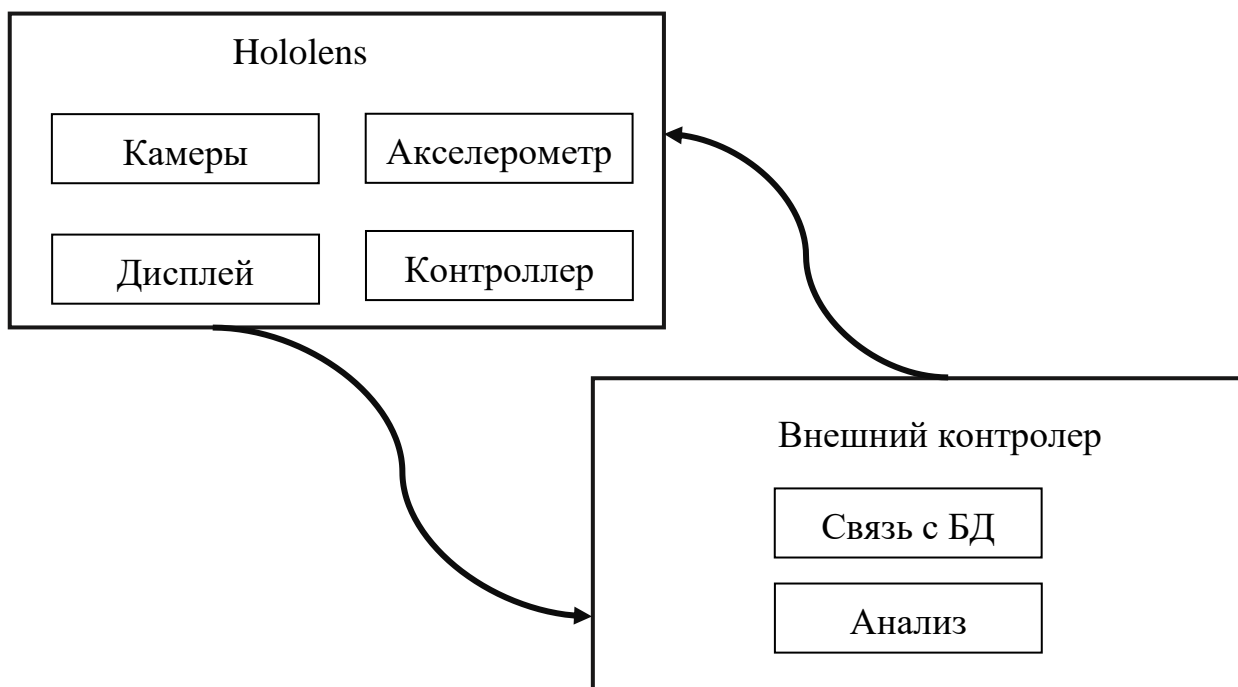 Hololens
Камеры
Акселерометр
Дисплей
Контроллер
Внешний контролер
Связь с БД
Анализ